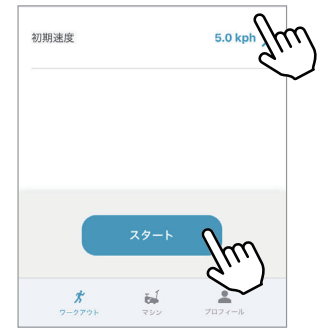 初期速度
5.0 kph
スタート
ワークアウト
マシン
プロフィール